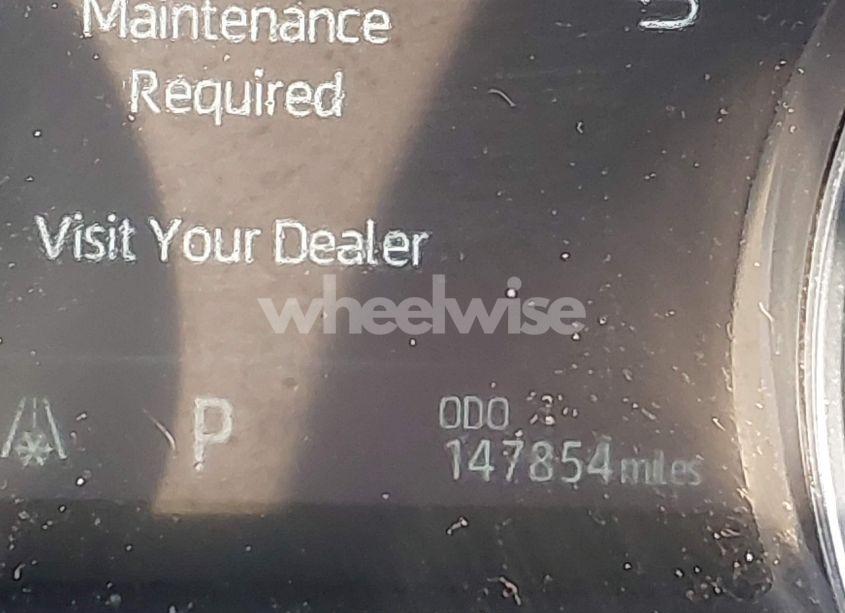 Maintenance
Required
Visit Your Dealer
wheelwise
P
ODO
147854 miles